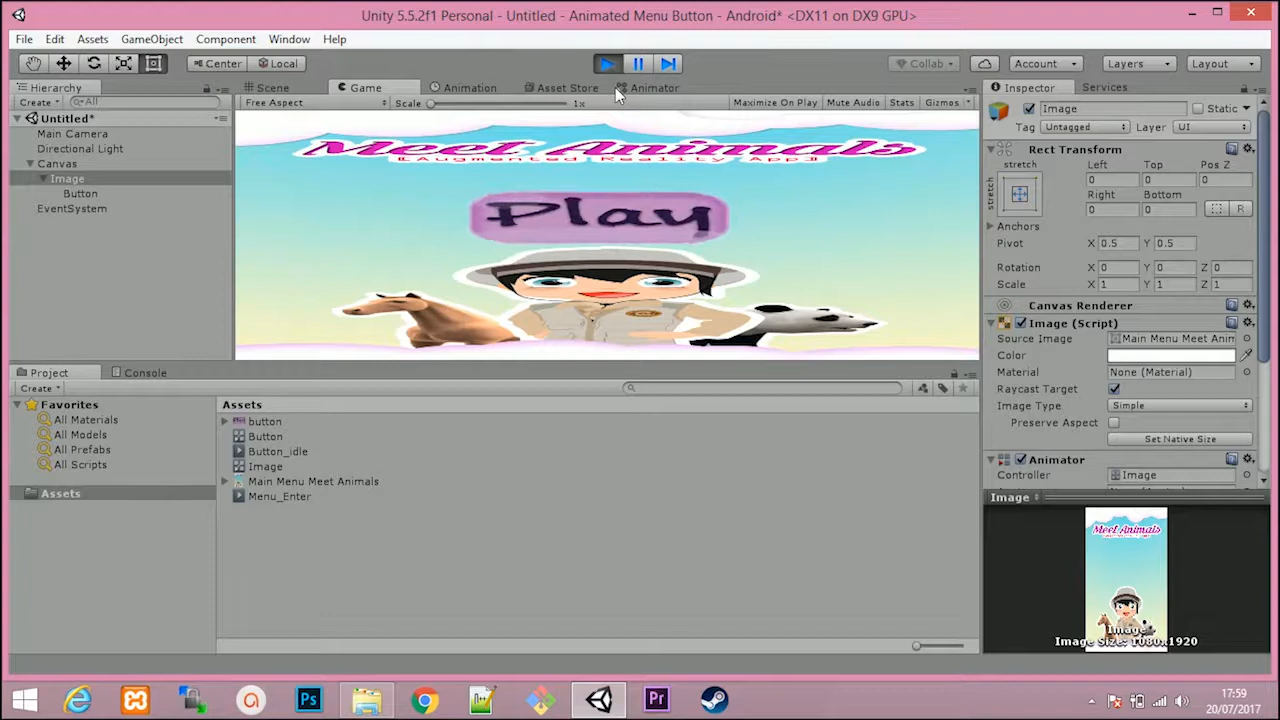 Unity 5.5.2f1 Personal - Untitled - Animated Menu Button - Android* <DX11 on DX9 GPU>
File Edit Assets GameObject Component Window Help
Center Local Collab Account Layers Layout
Hierarchy Scene Game Animation Asset Store Animator Inspector Services
Create All Free Aspect Scale 1x Maximize On Play Mute Audio Stats Gizmos
Image Static
Tag Untagged Layer UI
Untitled*
Main Camera
Directional Light
Canvas
Image
Button
EventSystem
Meet Animals
[Augmented Reality App]
Play
Rect Transform
stretch Left Top Pos Z
stretch 0 0 0
Right Bottom
0 0 R
Anchors
Pivot X 0.5 Y 0.5
Rotation X 0 Y 0 Z 0
Scale X 1 Y 1 Z 1
Canvas Renderer
Image (Script)
Source Image Main Menu Meet Anim
Color
Material None (Material)
Raycast Target
Image Type Simple
Preserve Aspect
Set Native Size
Animator
Controller Image
Project Console
Create
Favorites
All Materials
All Models
All Prefabs
All Scripts
Assets
Assets
button
Button
Button_idle
Image
Main Menu Meet Animals
Menu_Enter
Image
Meet Animals
Image
Image Size: 1080x1920
Ps
Pr
17:59
20/07/2017